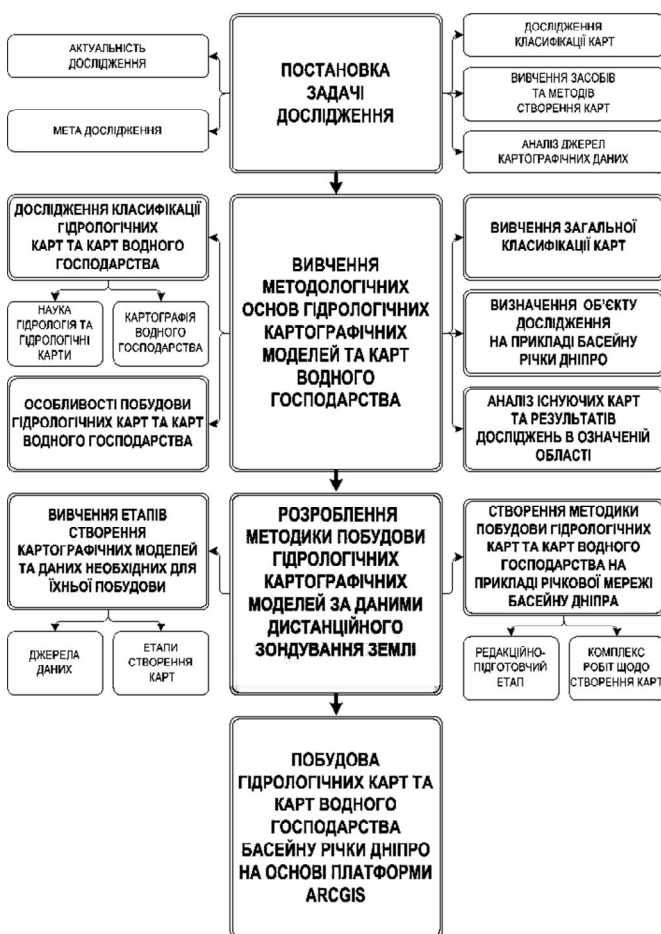 АКТУАЛЬНІСТЬ
ДОСЛІДЖЕННЯ
МЕТА ДОСЛІДЖЕННЯ
ПОСТАНОВКА
ЗАДАЧІ
ДОСЛІДЖЕННЯ
ДОСЛІДЖЕННЯ
КЛАСИФІКАЦІЇ КАРТ
ВИВЧЕННЯ ЗАСОБІВ
ТА МЕТОДІВ
СТВОРЕННЯ КАРТ
АНАЛІЗ ДЖЕРЕЛ
КАРТОГРАФІЧНИХ ДАНИХ
ДОСЛІДЖЕННЯ КЛАСИФІКАЦІЇ
ГІДРОЛОГІЧНИХ
КАРТ ТА КАРТ ВОДНОГО
ГОСПОДАРСТВА
НАУКА
ГІДРОЛОГІЯ ТА
ГІДРОЛОГІЧНІ
КАРТИ
КАРТОГРАФІЯ
ВОДНОГО
ГОСПОДАРСТВА
ОСОБЛИВОСТІ ПОБУДОВИ
ГІДРОЛОГІЧНИХ КАРТ ТА КАРТ
ВОДНОГО ГОСПОДАРСТВА
ВИВЧЕННЯ
МЕТОДОЛОГІЧНИХ
ОСНОВ ГІДРОЛОГІЧНИХ
КАРТОГРАФІЧНИХ
МОДЕЛЕЙ ТА КАРТ
ВОДНОГО
ГОСПОДАРСТВА
ВИВЧЕННЯ ЗАГАЛЬНОЇ
КЛАСИФІКАЦІЇ КАРТ
ВИЗНАЧЕННЯ ОБ’ЄКТУ
ДОСЛІДЖЕННЯ
НА ПРИКЛАДІ БАСЕЙНУ
РІЧКИ ДНІПРО
АНАЛІЗ ІСНУЮЧИХ КАРТ
ТА РЕЗУЛЬТАТІВ
ДОСЛІДЖЕНЬ В ОЗНАЧЕНІЙ
ОБЛАСТІ
ВИВЧЕННЯ ЕТАПІВ
СТВОРЕННЯ
КАРТОГРАФІЧНИХ МОДЕЛЕЙ
ТА ДАНИХ НЕОБХІДНИХ ДЛЯ
ЇХНЬОЇ ПОБУДОВИ
ДЖЕРЕЛА
ДАНИХ
ЕТАПИ
СТВОРЕННЯ
КАРТ
РОЗРОБЛЕННЯ
МЕТОДИКИ ПОБУДОВИ
ГІДРОЛОГІЧНИХ
КАРТОГРАФІЧНИХ
МОДЕЛЕЙ ЗА ДАНИМИ
ДИСТАНЦІЙНОГО
ЗОНДУВАННЯ ЗЕМЛІ
СТВОРЕННЯ МЕТОДИКИ
ПОБУДОВИ ГІДРОЛОГІЧНИХ
КАРТ ТА КАРТ ВОДНОГО
ГОСПОДАРСТВА НА
ПРИКЛАДІ РІЧКОВОЇ МЕРЕЖІ
БАСЕЙНУ ДНІПРА
РЕДАКЦІЙНО-
ПІДГОТОВЧИЙ
ЕТАП
КОМПЛЕКС
РОБІТ ЩОДО
СТВОРЕННЯ КАРТ
ПОБУДОВА
ГІДРОЛОГІЧНИХ КАРТ ТА
КАРТ ВОДНОГО
ГОСПОДАРСТВА
БАСЕЙНУ РІЧКИ ДНІПРО
НА ОСНОВІ ПЛАТФОРМИ
ARCGIS